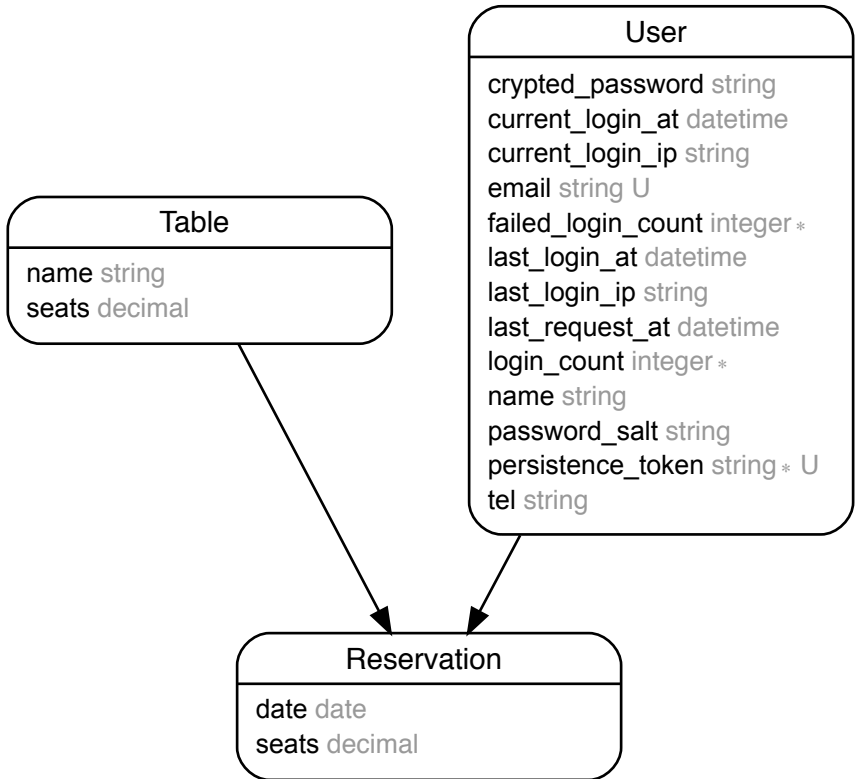 User
crypted_password string
current_login_at datetime
current_login_ip string
email string U
failed_login_count integer *
last_login_at datetime
last_login_ip string
last_request_at datetime
login_count integer *
name string
password_salt string
persistence_token string * U
tel string
Table
name string
seats decimal
Reservation
date date
seats decimal